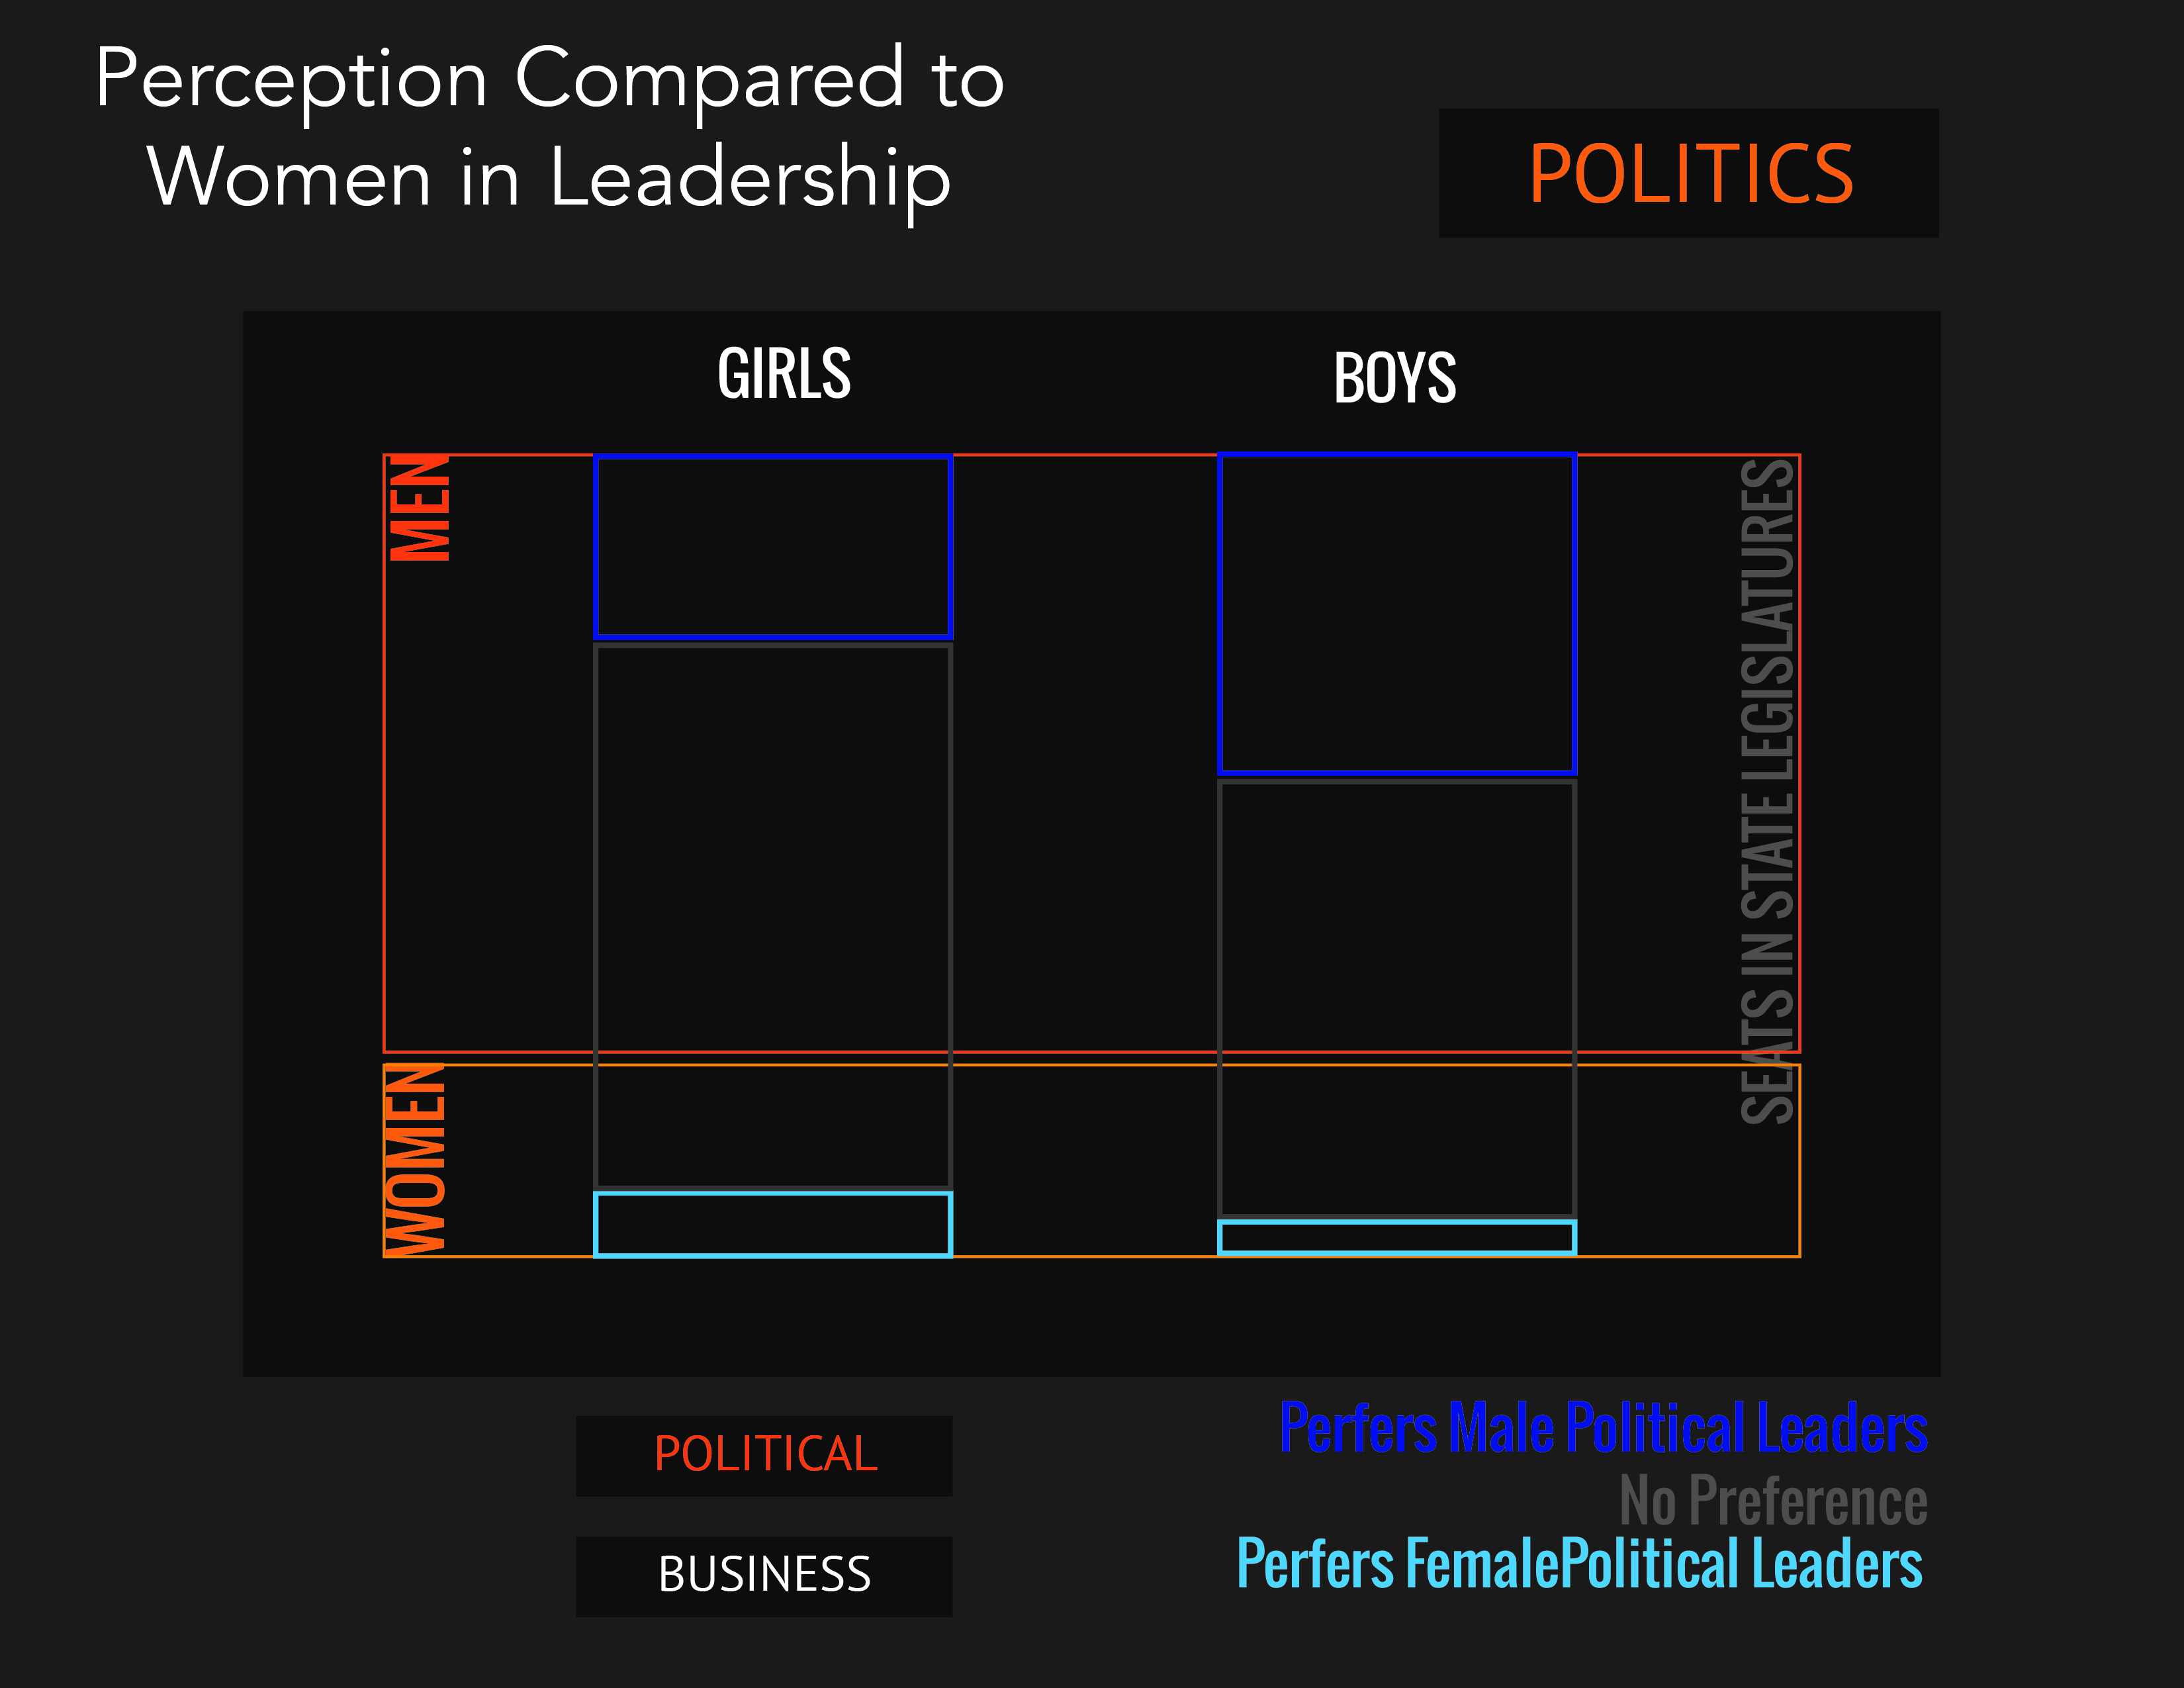 Perception Compared to
Women in Leadership
POLITICS
GIRLS
BOYS
MEN
SEATS IN STATE LEGISLATURES
WOMEN
POLITICAL
BUSINESS
Perfers Male Political Leaders
No Preference
Perfers FemalePoliitical Leaders